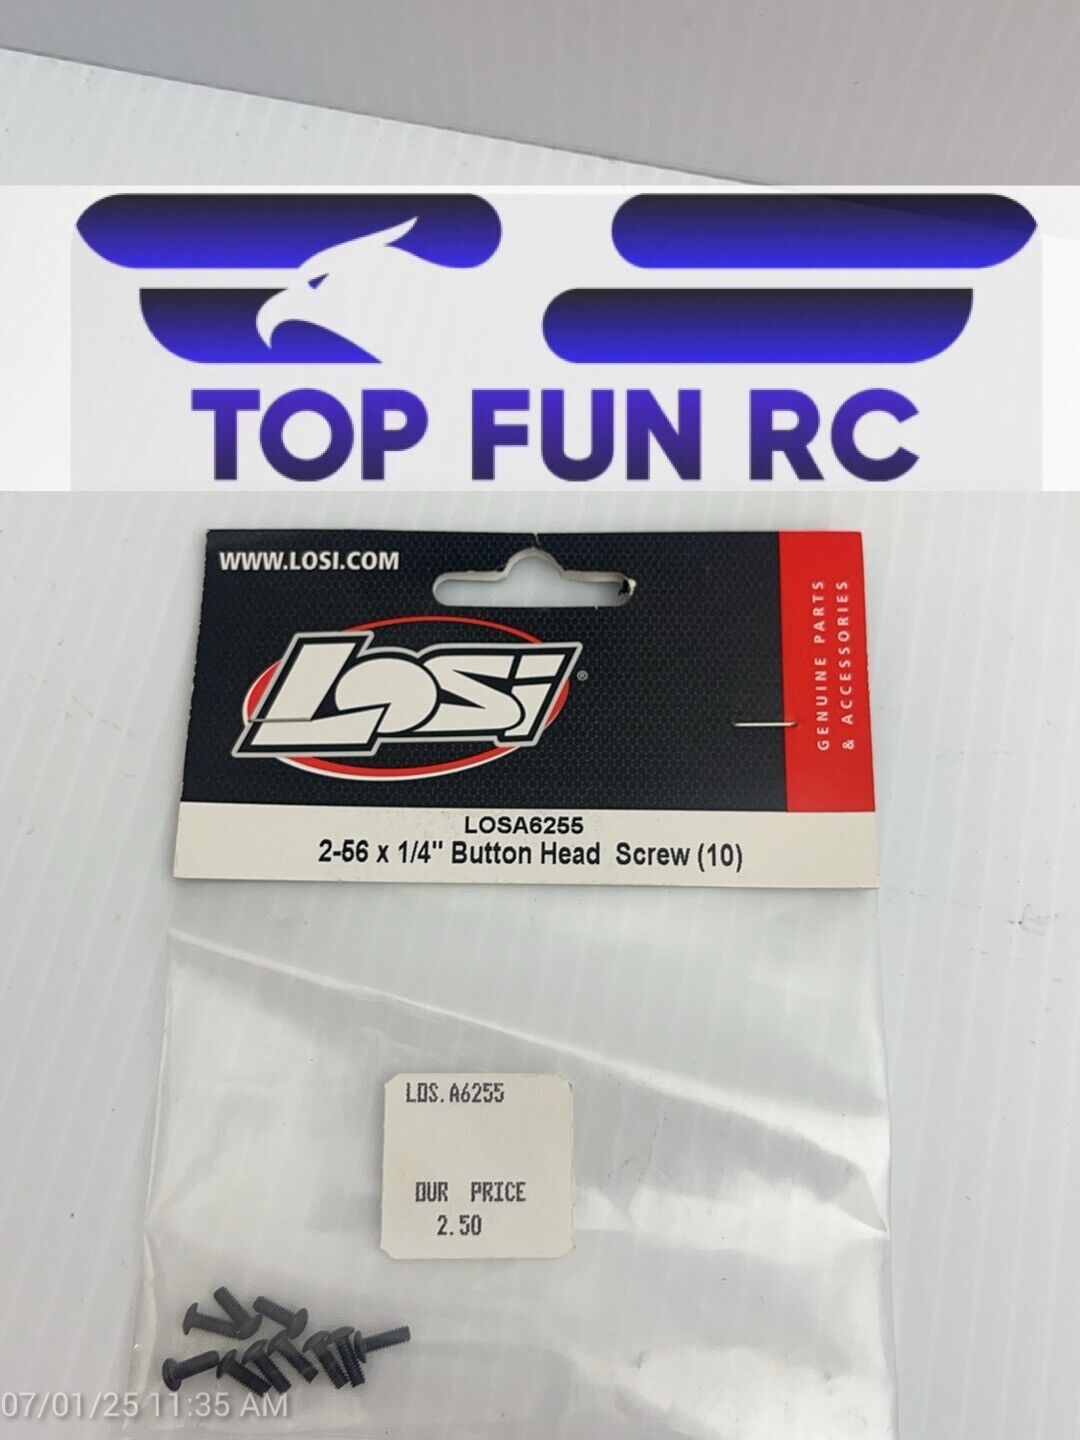 TOP FUN RC
WWW.LOSI.COM
LOSI ®
GENUINE PARTS
& ACCESSORIES
LOSA6255
2-56 x 1/4" Button Head Screw (10)
LOS.A6255
OUR PRICE
2.50
07/01/25 11:35 AM